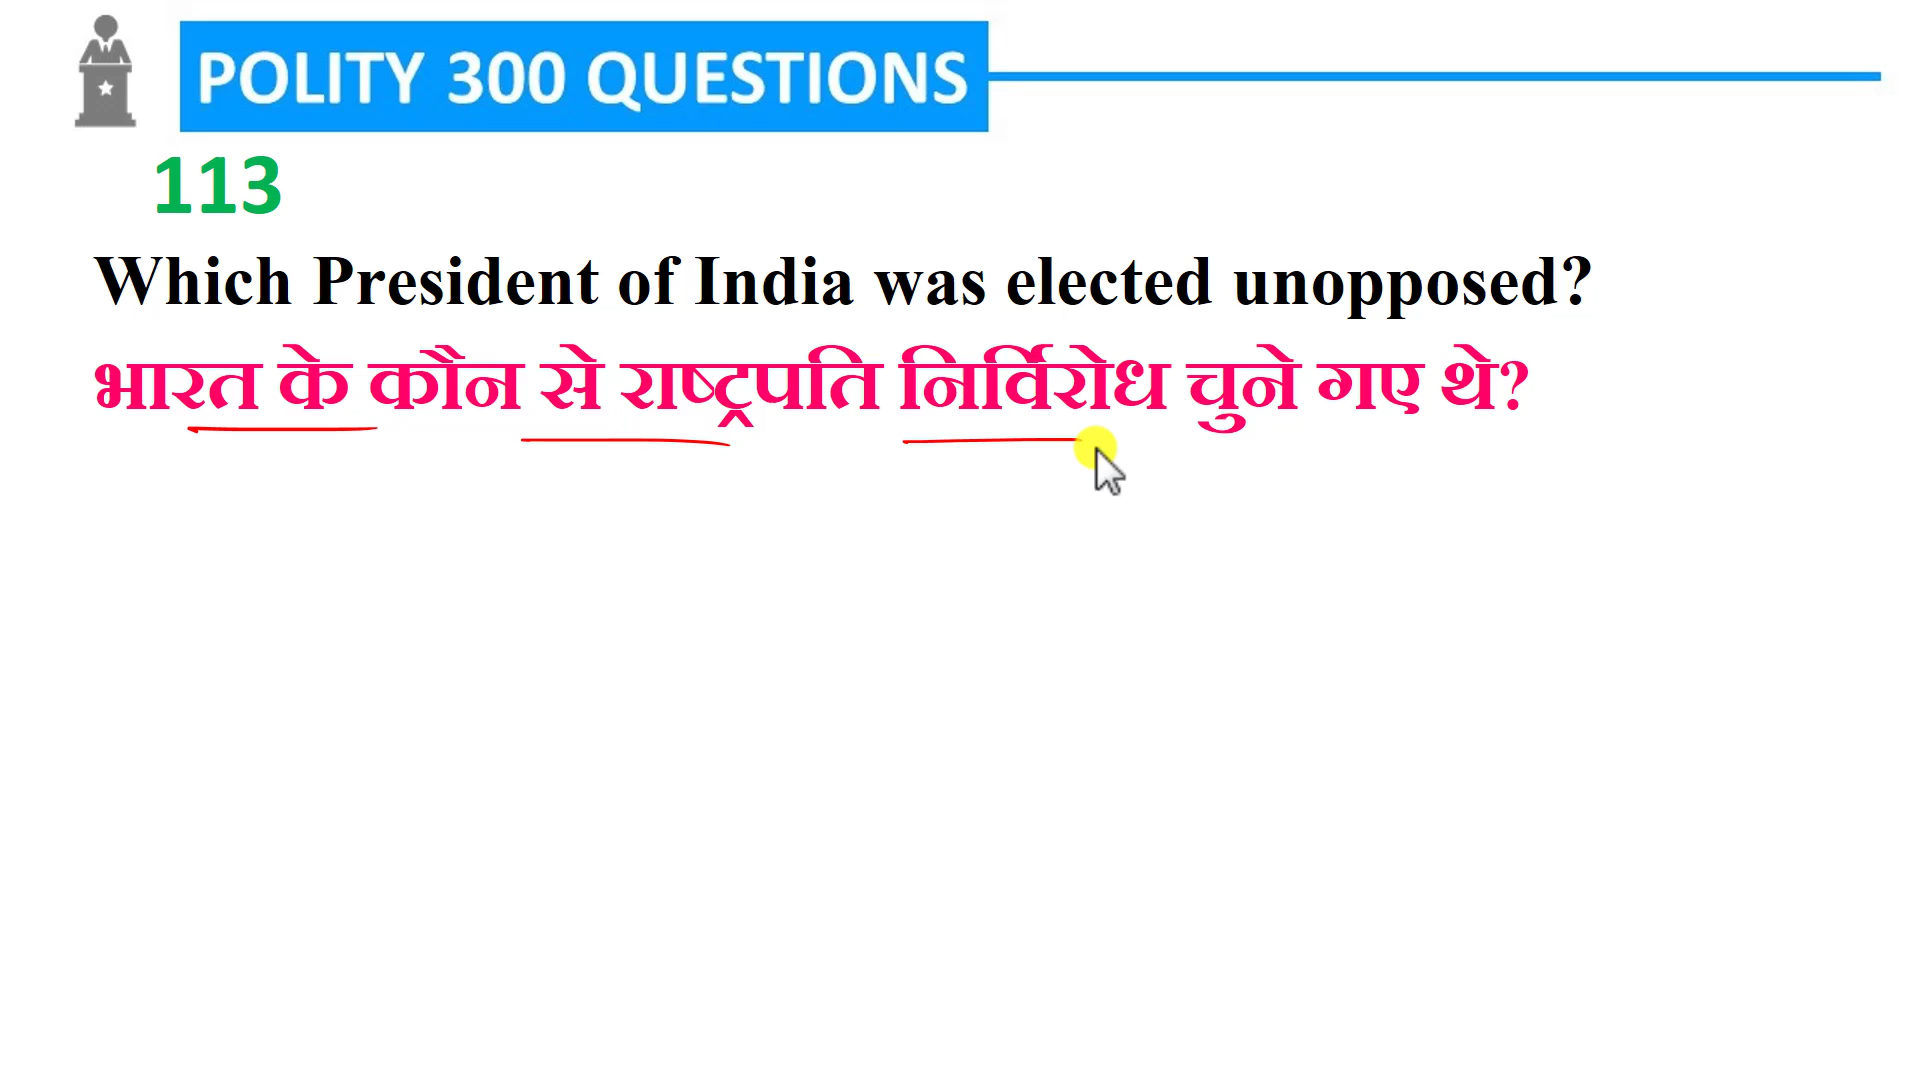 POLITY 300 QUESTIONS
113
Which President of India was elected unopposed?
भारत के कौन से राष्ट्रपति निर्विरोध चुने गए थे?